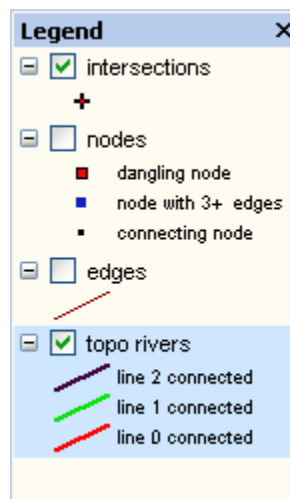 Legend
intersections
nodes
dangling node
node with 3+ edges
connecting node
edges
topo rivers
line 2 connected
line 1 connected
line 0 connected